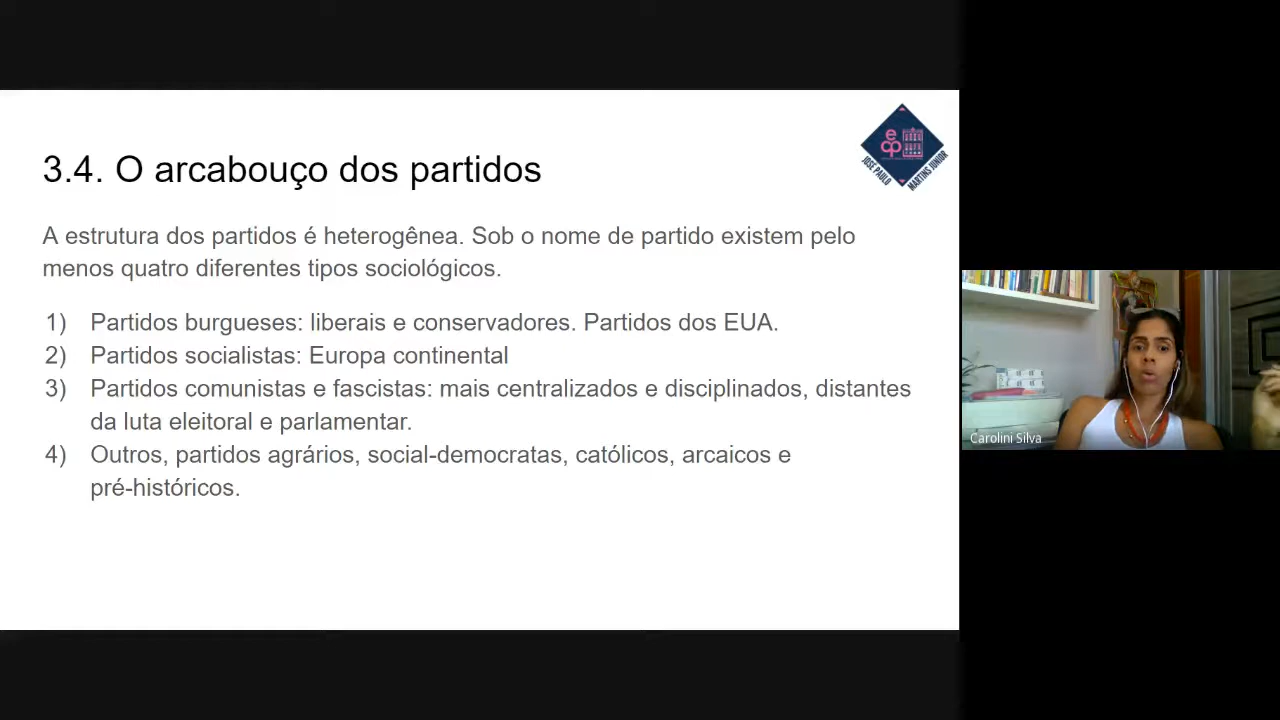 3.4. O arcabouço dos partidos
A estrutura dos partidos é heterogênea. Sob o nome de partido existem pelo
menos quatro diferentes tipos sociológicos.
1) Partidos burgueses: liberais e conservadores. Partidos dos EUA.
2) Partidos socialistas: Europa continental
3) Partidos comunistas e fascistas: mais centralizados e disciplinados, distantes
da luta eleitoral e parlamentar.
4) Outros, partidos agrários, social-democratas, católicos, arcaicos e
pré-históricos.
JOSÉ PAULO
MARTINS JUNIOR
Carolini Silva